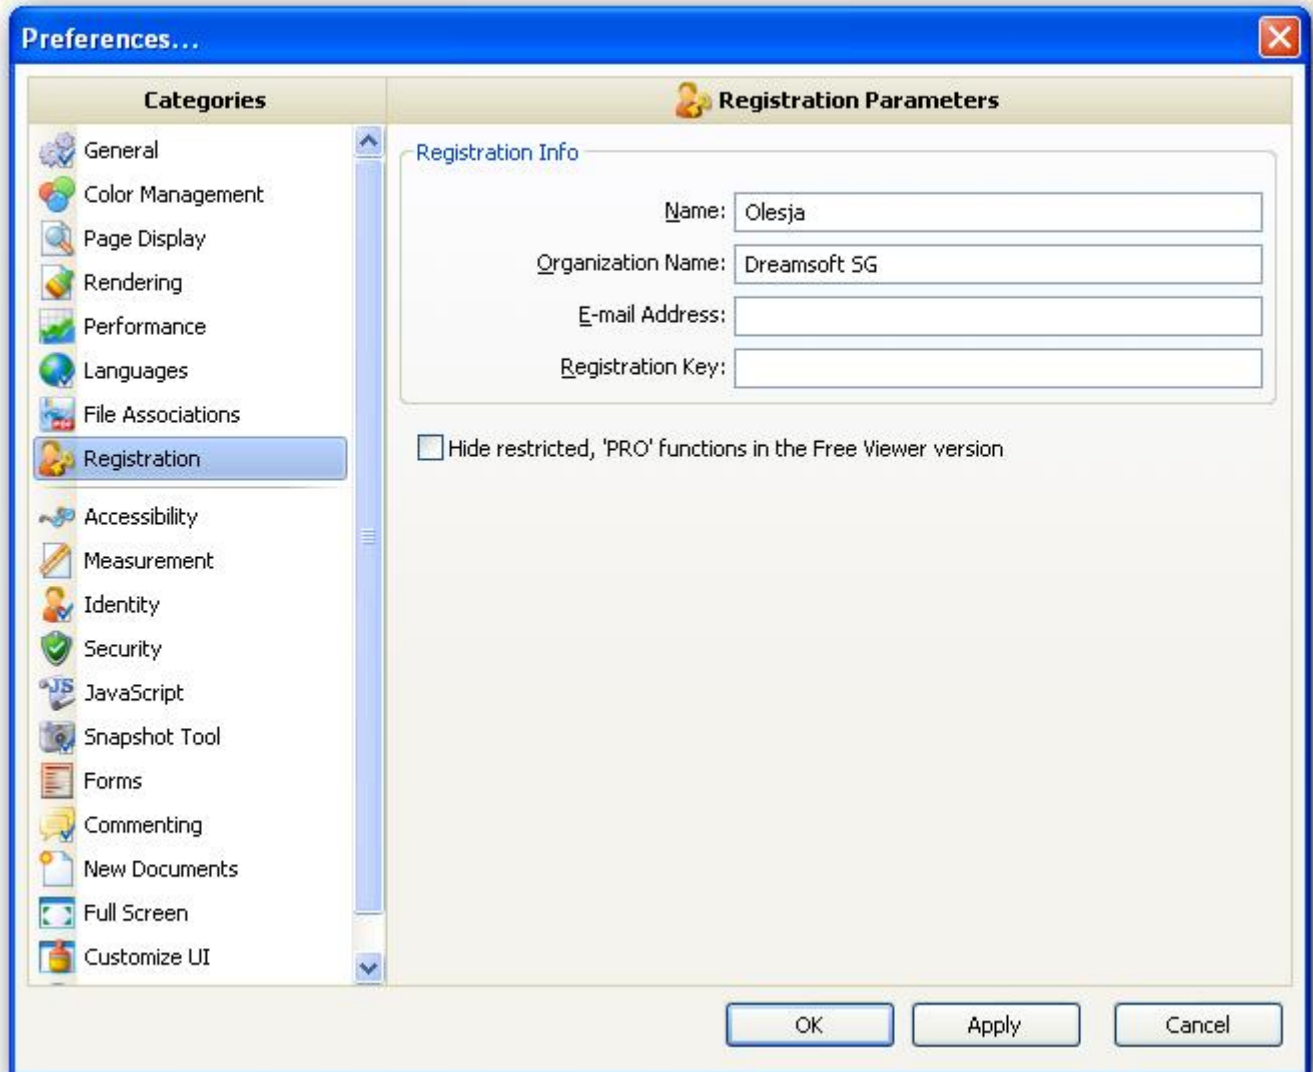 Preferences...
Categories
Registration Parameters
General
Color Management
Page Display
Rendering
Performance
Languages
File Associations
Registration
Accessibility
Measurement
Identity
Security
JavaScript
Snapshot Tool
Forms
Commenting
New Documents
Full Screen
Customize UI
Registration Info
Name: Olesja
Organization Name: Dreamsoft SG
E-mail Address:
Registration Key:
Hide restricted, 'PRO' functions in the Free Viewer version
OK Apply Cancel